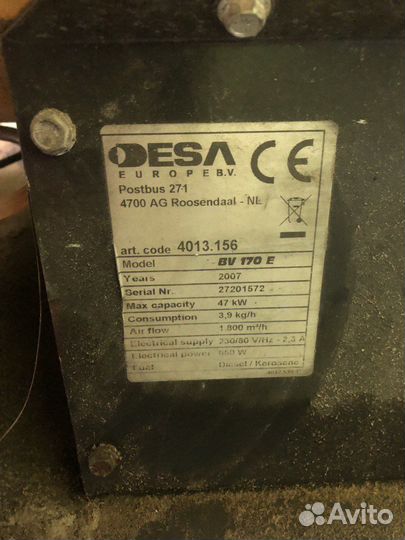 DESA
EUROPE B.V.
CE
Postbus 271
4700 AG Roosendaal - NL
art. code 4013.156
Model BV 170 E
Years 2007
Serial Nr. 27201572
Max capacity 47 kW
Consumption 3,9 kg/h
Air flow 1.800 m³/h
Electrical supply 230/50 V/Hz - 2,3 A
Electrical power 550 W
Fuel Diesel / Kerosene
Avito